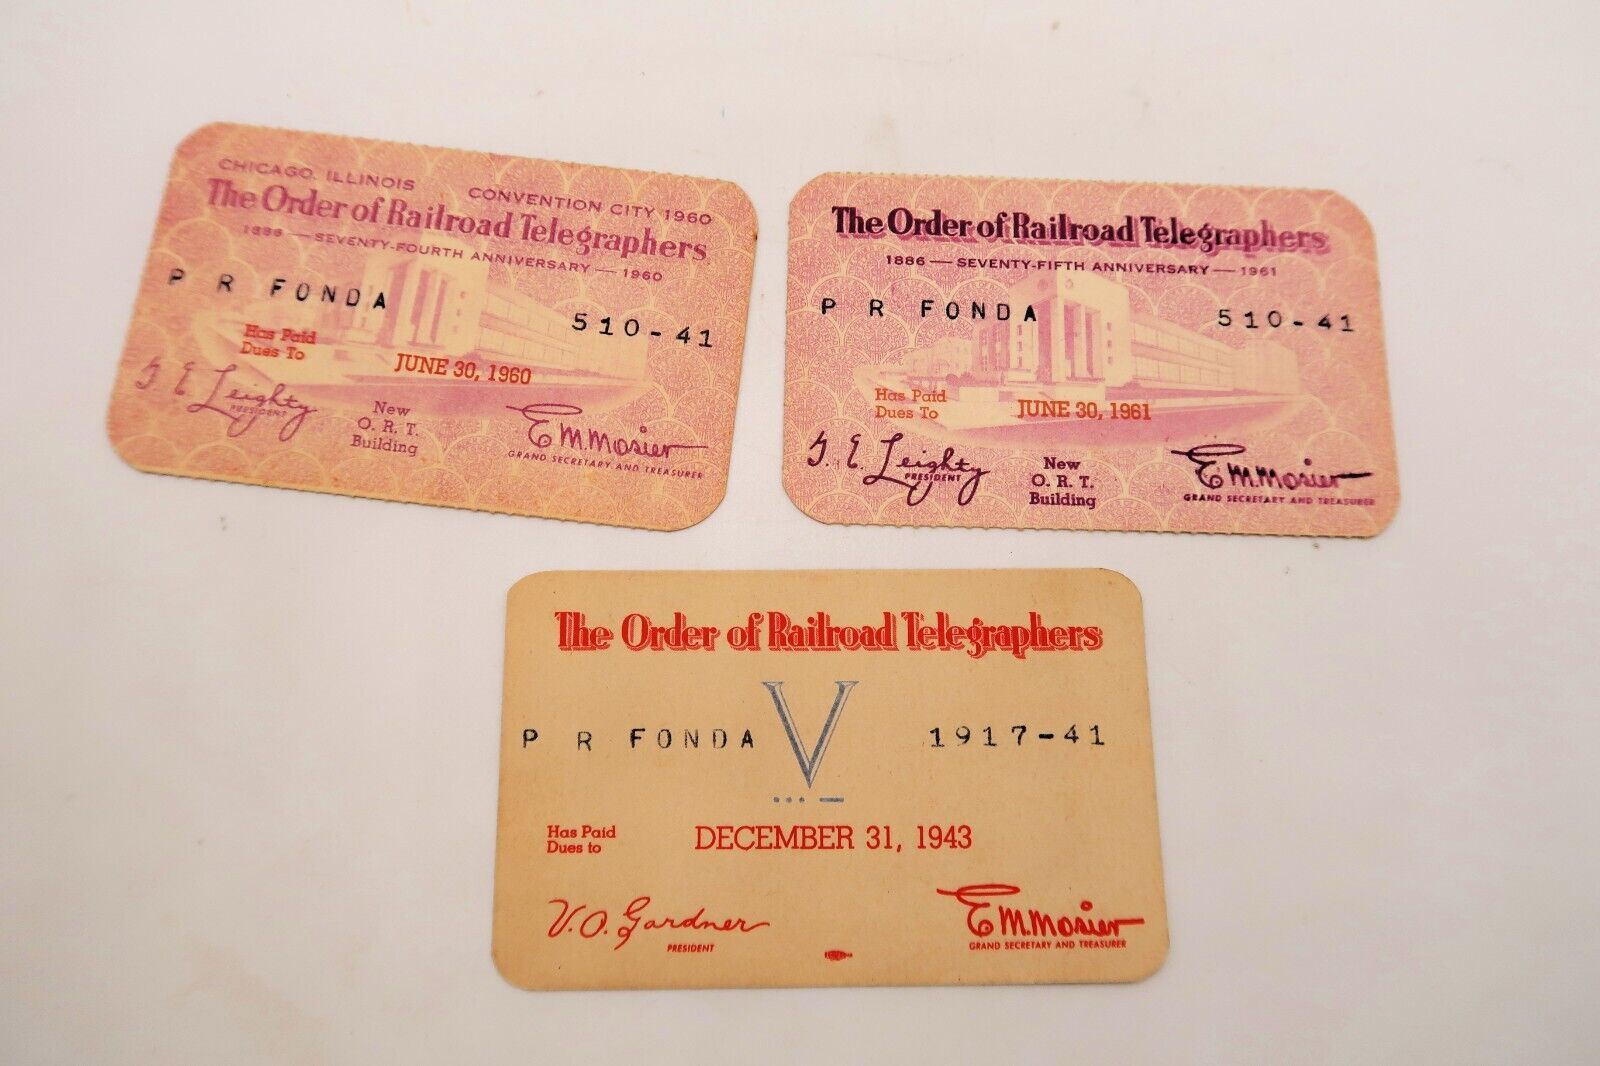 CHICAGO, ILLINOIS CONVENTION CITY 1960
The Order of Railroad Telegraphers
1886 — SEVENTY-FOURTH ANNIVERSARY — 1960
P R FONDA 510-41
Has Paid
Dues To JUNE 30, 1960
G. E. Leighty
PRESIDENT
New
O. R. T.
Building
E M. Mosier
GRAND SECRETARY AND TREASURER
The Order of Railroad Telegraphers
1886 — SEVENTY-FIFTH ANNIVERSARY — 1961
P R FONDA 510-41
Has Paid
Dues To JUNE 30, 1961
G. E. Leighty
PRESIDENT
New
O. R. T.
Building
E M. Mosier
GRAND SECRETARY AND TREASURER
The Order of Railroad Telegraphers
V
P R FONDA 1917-41
Has Paid
Dues to DECEMBER 31, 1943
V. O. Gardner
PRESIDENT
E M. Mosier
GRAND SECRETARY AND TREASURER